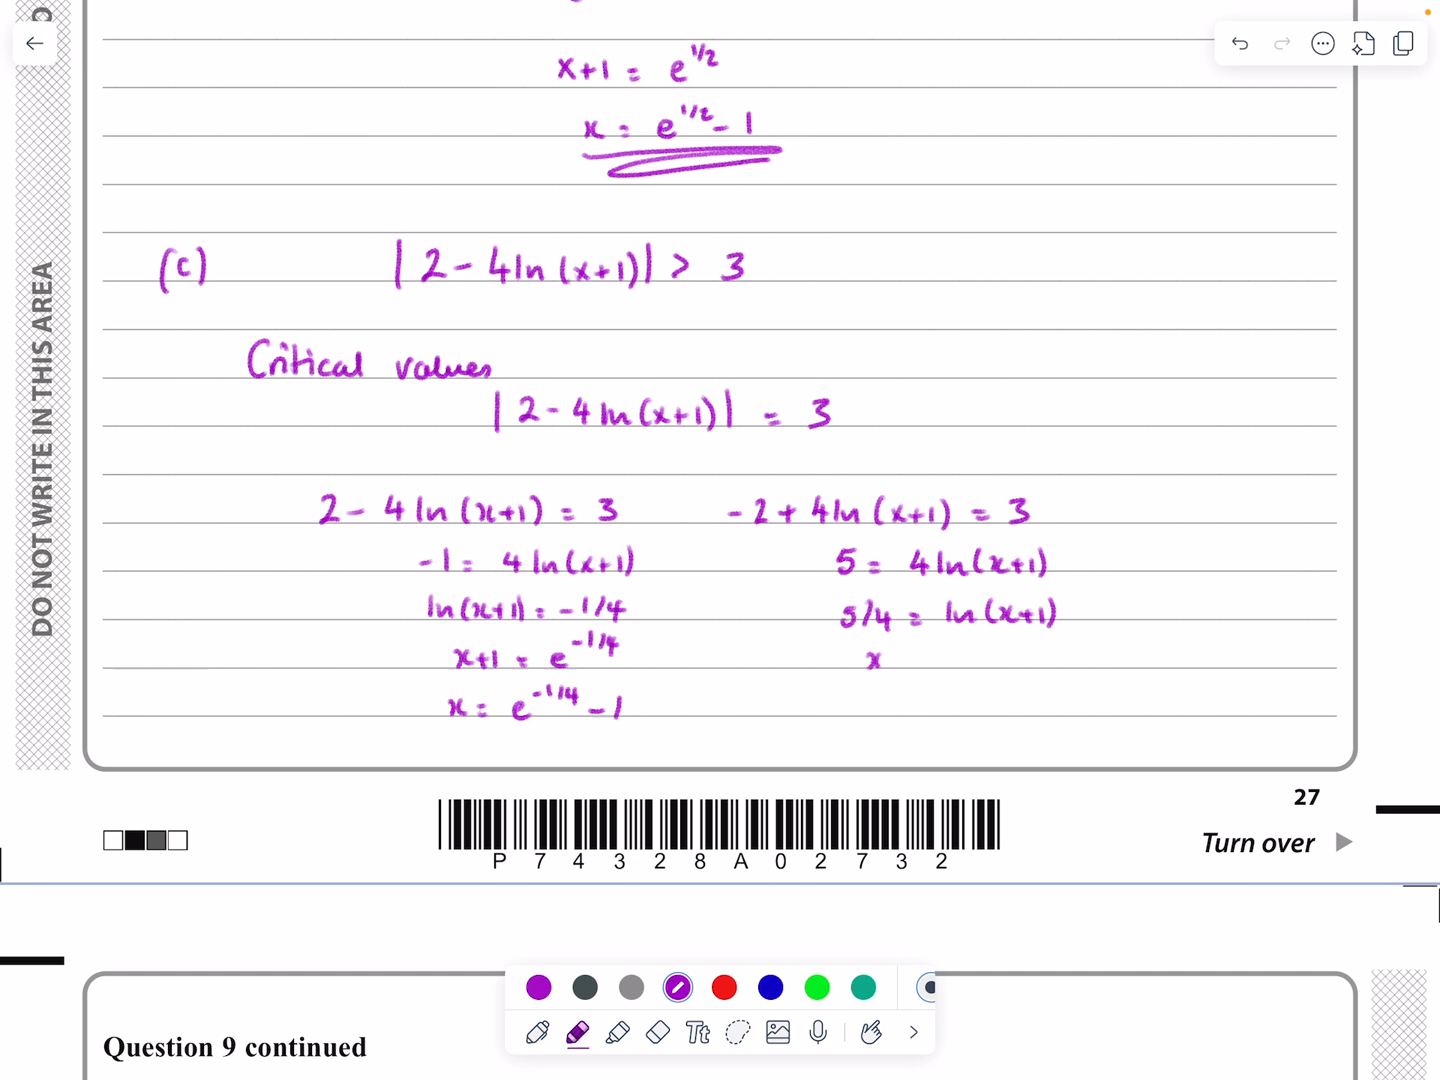 x+1 = e^{1/2}
x = e^{1/2} - 1
(c) |2 - 4ln(x+1)| > 3
Critical values
|2 - 4ln(x+1)| = 3
2 - 4ln(x+1) = 3 -2 + 4ln(x+1) = 3
-1 = 4ln(x+1) 5 = 4ln(x+1)
ln(x+1) = -1/4 5/4 = ln(x+1)
x+1 = e^{-1/4} x
x = e^{-1/4} - 1
DO NOT WRITE IN THIS AREA
27
P 7 4 3 2 8 A 0 2 7 3 2
Turn over
Question 9 continued
Tt